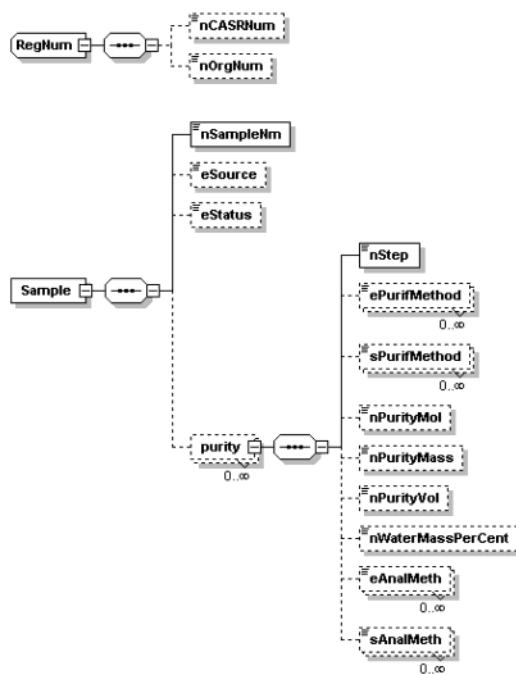 RegNum
nCASRNum
nOrgNum
Sample
nSampleNm
eSource
eStatus
purity
0..∞
nStep
ePurifMethod
0..∞
sPurifMethod
0..∞
nPurityMol
nPurityMass
nPurityVol
nWaterMassPerCent
eAnalMeth
0..∞
sAnalMeth
0..∞